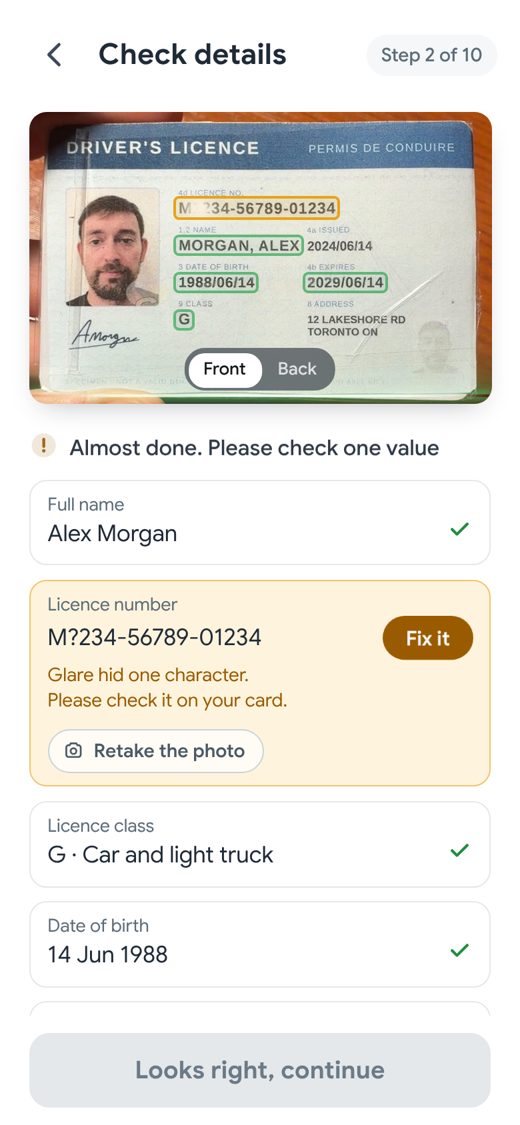 Check details
Step 2 of 10
DRIVER'S LICENCE
PERMIS DE CONDUIRE
4d LICENCE NO.
34-56789-01234
1,2 NAME
4a ISSUED
MORGAN, ALEX
2024/06/14
3 DATE OF BIRTH
4b EXPIRES
1988/06/14
2029/06/14
9 CLASS
8 ADDRESS
G
12 LAKESHORE RD
TORONTO ON
AMorgan
Front
Back
! Almost done. Please check one value
Full name
Alex Morgan
Licence number
M?234-56789-01234
Fix it
Glare hid one character.
Please check it on your card.
Retake the photo
Licence class
G · Car and light truck
Date of birth
14 Jun 1988
Looks right, continue